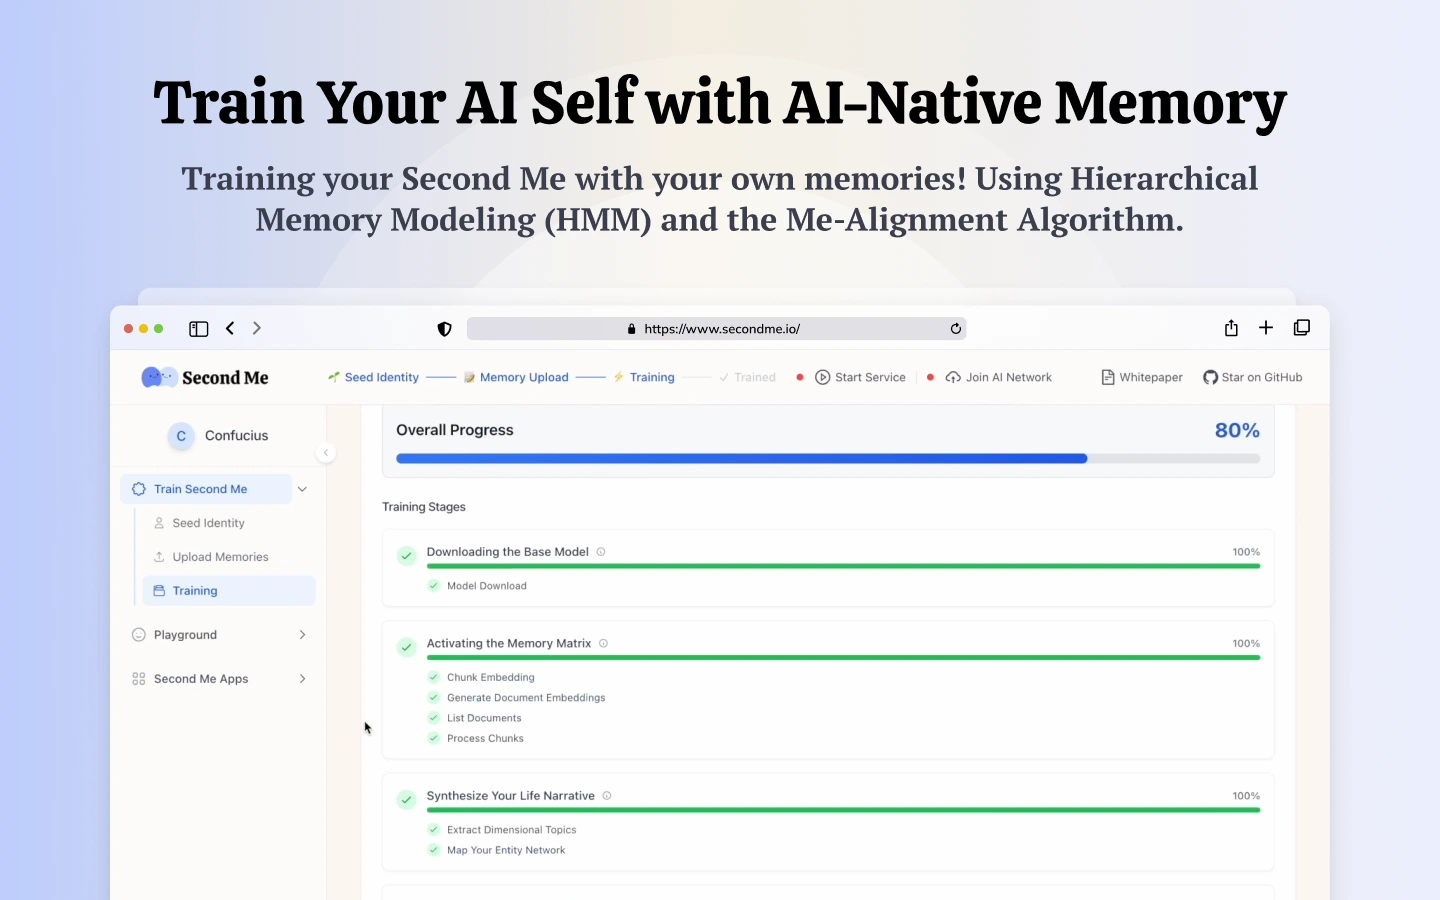 Train Your AI Self with AI-Native Memory
Training your Second Me with your own memories! Using Hierarchical
Memory Modeling (HMM) and the Me-Alignment Algorithm.
https://www.secondme.io/
Second Me
Seed Identity
Memory Upload
Training
Trained
Start Service
Join AI Network
Whitepaper
Star on GitHub
C
Confucius
Train Second Me
Seed Identity
Upload Memories
Training
Playground
Second Me Apps
Overall Progress
80%
Training Stages
Downloading the Base Model
100%
Model Download
Activating the Memory Matrix
100%
Chunk Embedding
Generate Document Embeddings
List Documents
Process Chunks
Synthesize Your Life Narrative
100%
Extract Dimensional Topics
Map Your Entity Network